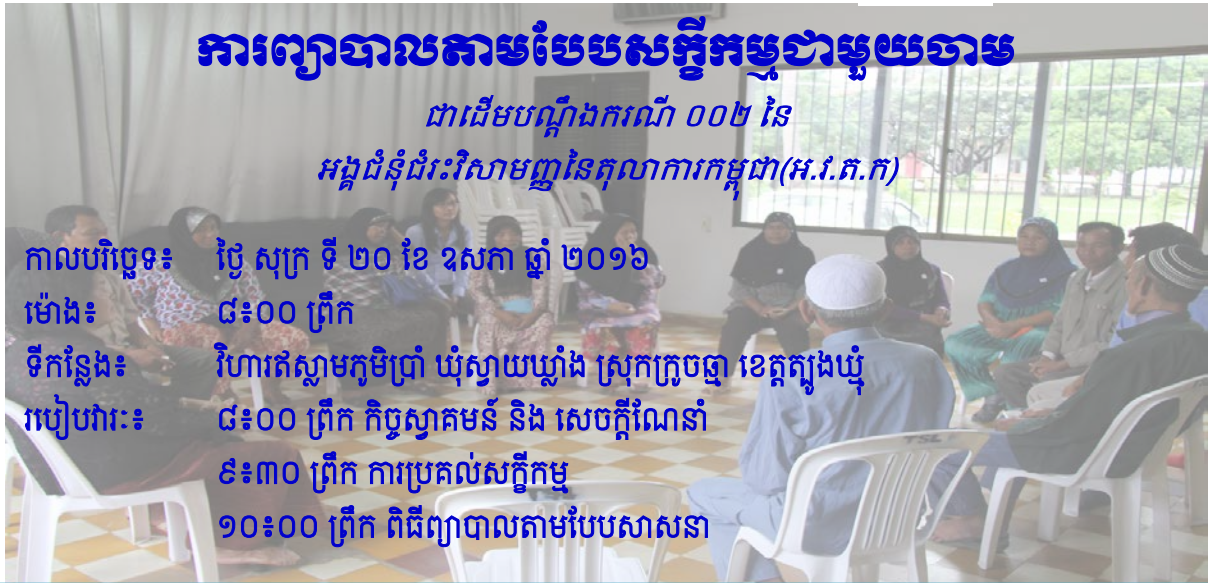 ការព្យាបាលតាមបែបសក្ខីកម្មជាមួយចាម
ជាដើមបណ្តឹងករណី ០០២ នៃ
អង្គជំនុំជំរះវិសាមញ្ញនៃតុលាការកម្ពុជា(អ.វ.ត.ក)
កាលបរិច្ឆេទ៖ ថ្ងៃ សុក្រ ទី ២០ ខែ ឧសភា ឆ្នាំ ២០១៦
ម៉ោង៖ ៨៖០០ ព្រឹក
ទីកន្លែង៖ វិហារឥស្លាមភូមិប្រាំ ឃុំស្វាយឃ្លាំង ស្រុកក្រូចឆ្មា ខេត្តត្បូងឃ្មុំ
របៀបវារៈ៖ ៨៖០០ ព្រឹក កិច្ចស្វាគមន៍ និង សេចក្តីណែនាំ
៩៖៣០ ព្រឹក ការប្រគល់សក្ខីកម្ម
១០៖០០ ព្រឹក ពិធីព្យាបាលតាមបែបសាសនា
TSL